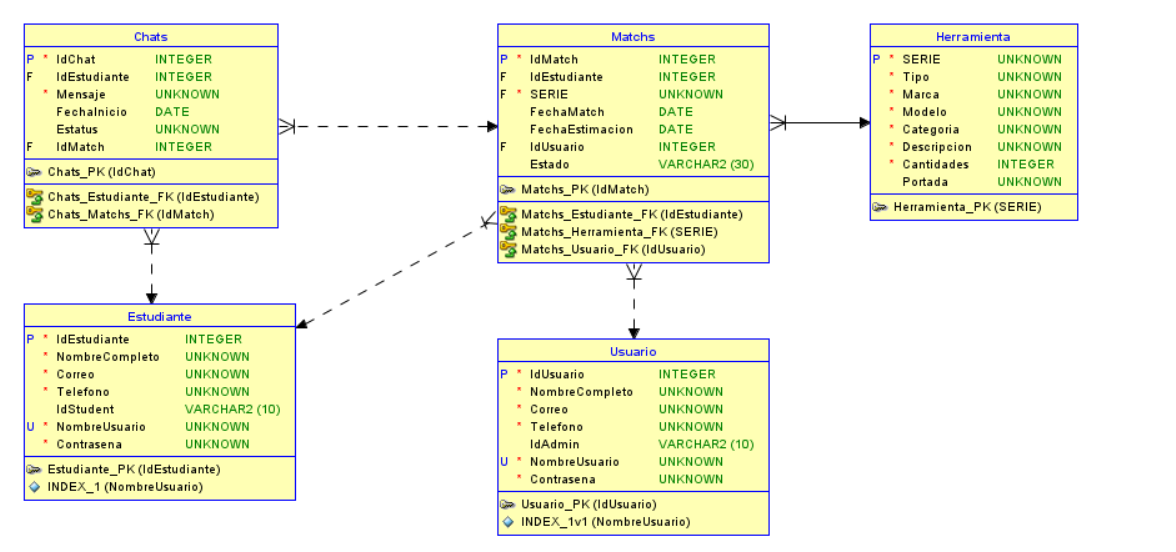 Chats
P * IdChat INTEGER
F IdEstudiante INTEGER
* Mensaje UNKNOWN
FechaInicio DATE
Estatus UNKNOWN
F IdMatch INTEGER
Chats_PK (IdChat)
Chats_Estudiante_FK (IdEstudiante)
Chats_Matchs_FK (IdMatch)
Matchs
P * IdMatch INTEGER
F IdEstudiante INTEGER
F * SERIE UNKNOWN
FechaMatch DATE
FechaEstimacion DATE
F IdUsuario INTEGER
Estado VARCHAR2 (30)
Matchs_PK (IdMatch)
Matchs_Estudiante_FK (IdEstudiante)
Matchs_Herramienta_FK (SERIE)
Matchs_Usuario_FK (IdUsuario)
Herramienta
P * SERIE UNKNOWN
* Tipo UNKNOWN
* Marca UNKNOWN
* Modelo UNKNOWN
* Categoria UNKNOWN
* Descripcion UNKNOWN
* Cantidades INTEGER
Portada UNKNOWN
Herramienta_PK (SERIE)
Estudiante
P * IdEstudiante INTEGER
* NombreCompleto UNKNOWN
* Correo UNKNOWN
* Telefono UNKNOWN
IdStudent VARCHAR2 (10)
U * NombreUsuario UNKNOWN
* Contrasena UNKNOWN
Estudiante_PK (IdEstudiante)
INDEX_1 (NombreUsuario)
Usuario
P * IdUsuario INTEGER
* NombreCompleto UNKNOWN
* Correo UNKNOWN
* Telefono UNKNOWN
IdAdmin VARCHAR2 (10)
U * NombreUsuario UNKNOWN
* Contrasena UNKNOWN
Usuario_PK (IdUsuario)
INDEX_1v1 (NombreUsuario)